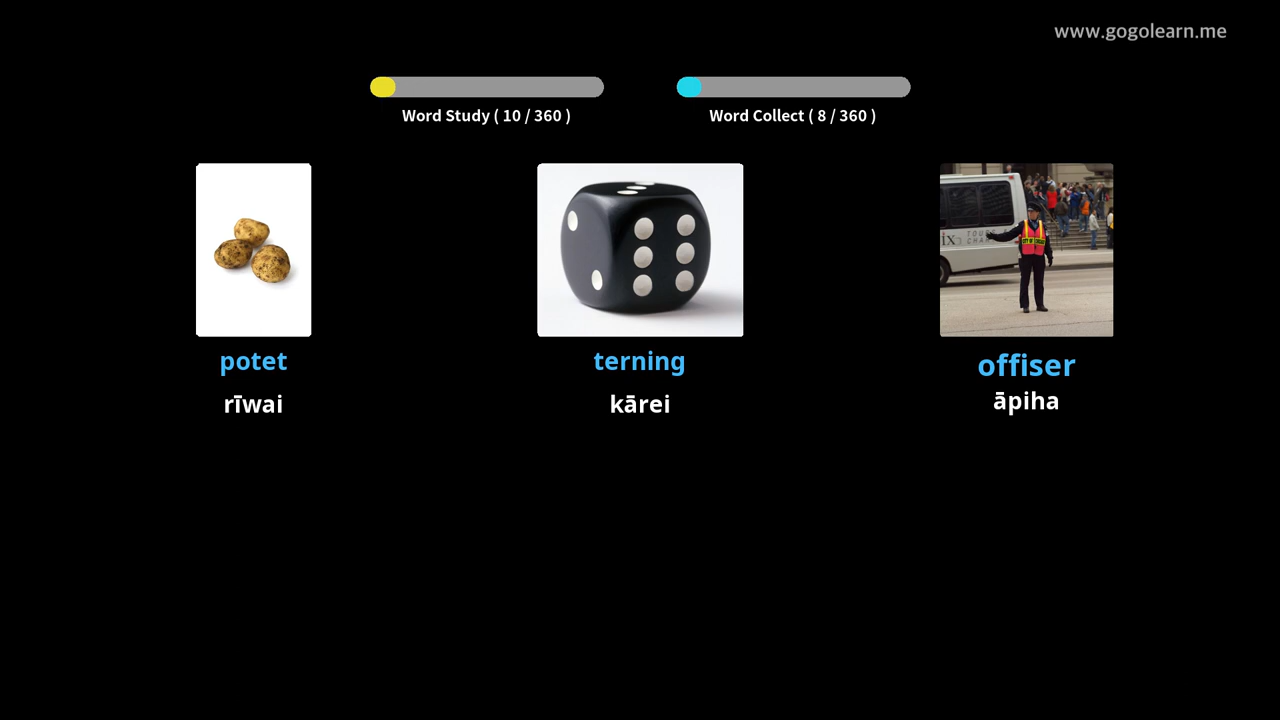 www.gogolearn.me
Word Study ( 10 / 360 )
Word Collect ( 8 / 360 )
potet
terning
offiser
rīwai
kārei
āpiha